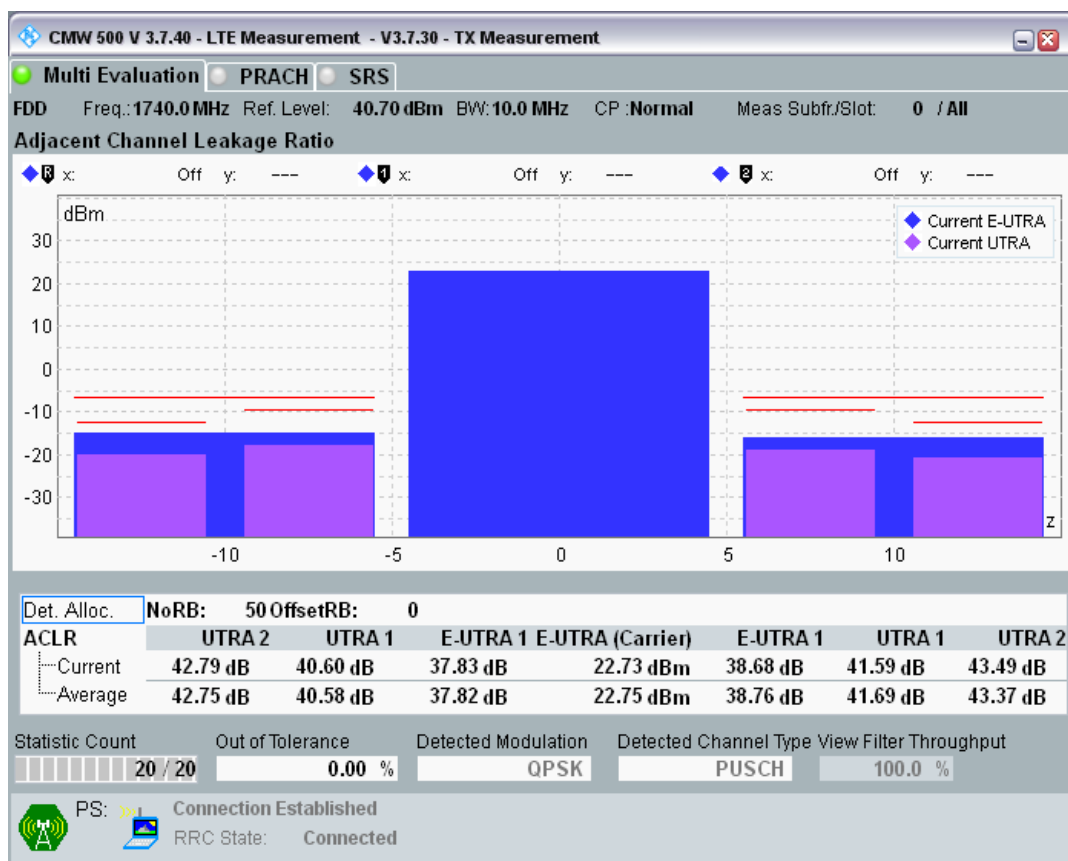 CMW 500 V 3.7.40 - LTE Measurement - V3.7.30 - TX Measurement
Multi Evaluation PRACH SRS
FDD Freq.: 1740.0 MHz Ref. Level: 40.70 dBm BW: 10.0 MHz CP :Normal Meas Subfr./Slot: 0 / All
Adjacent Channel Leakage Ratio
R x: Off y: --- 1 x: Off y: --- 2 x: Off y: ---
dBm
Current E-UTRA
Current UTRA
30
20
10
0
-10
-20
-30
z
-10 -5 0 5 10
Det. Alloc. NoRB: 50 OffsetRB: 0
ACLR UTRA 2 UTRA 1 E-UTRA 1 E-UTRA (Carrier) E-UTRA 1 UTRA 1 UTRA 2
Current 42.79 dB 40.60 dB 37.83 dB 22.73 dBm 38.68 dB 41.59 dB 43.49 dB
Average 42.75 dB 40.58 dB 37.82 dB 22.75 dBm 38.76 dB 41.69 dB 43.37 dB
Statistic Count Out of Tolerance Detected Modulation Detected Channel Type View Filter Throughput
20 / 20 0.00 % QPSK PUSCH 100.0 %
PS: Connection Established
RRC State: Connected